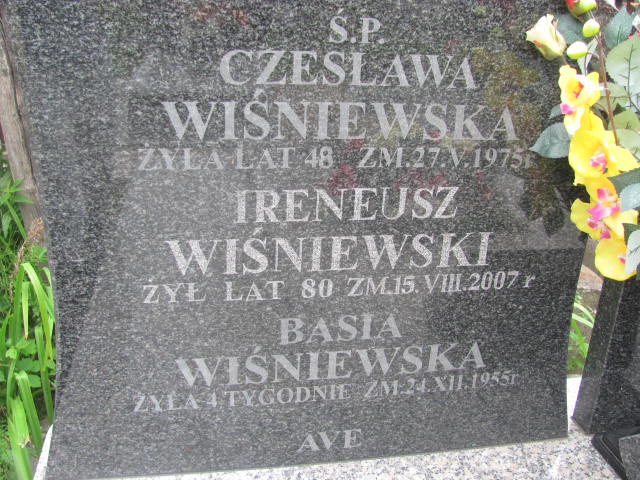 Ś.P.
CZESŁAWA
WIŚNIEWSKA
ŻYŁA LAT 48 ZM.27.V.1975r
IRENEUSZ
WIŚNIEWSKI
ŻYŁ LAT 80 ZM.15.VIII.2007 r
BASIA
WIŚNIEWSKA
ŻYŁA 4 TYGODNIE ZM.24.XII.1955r
AVE